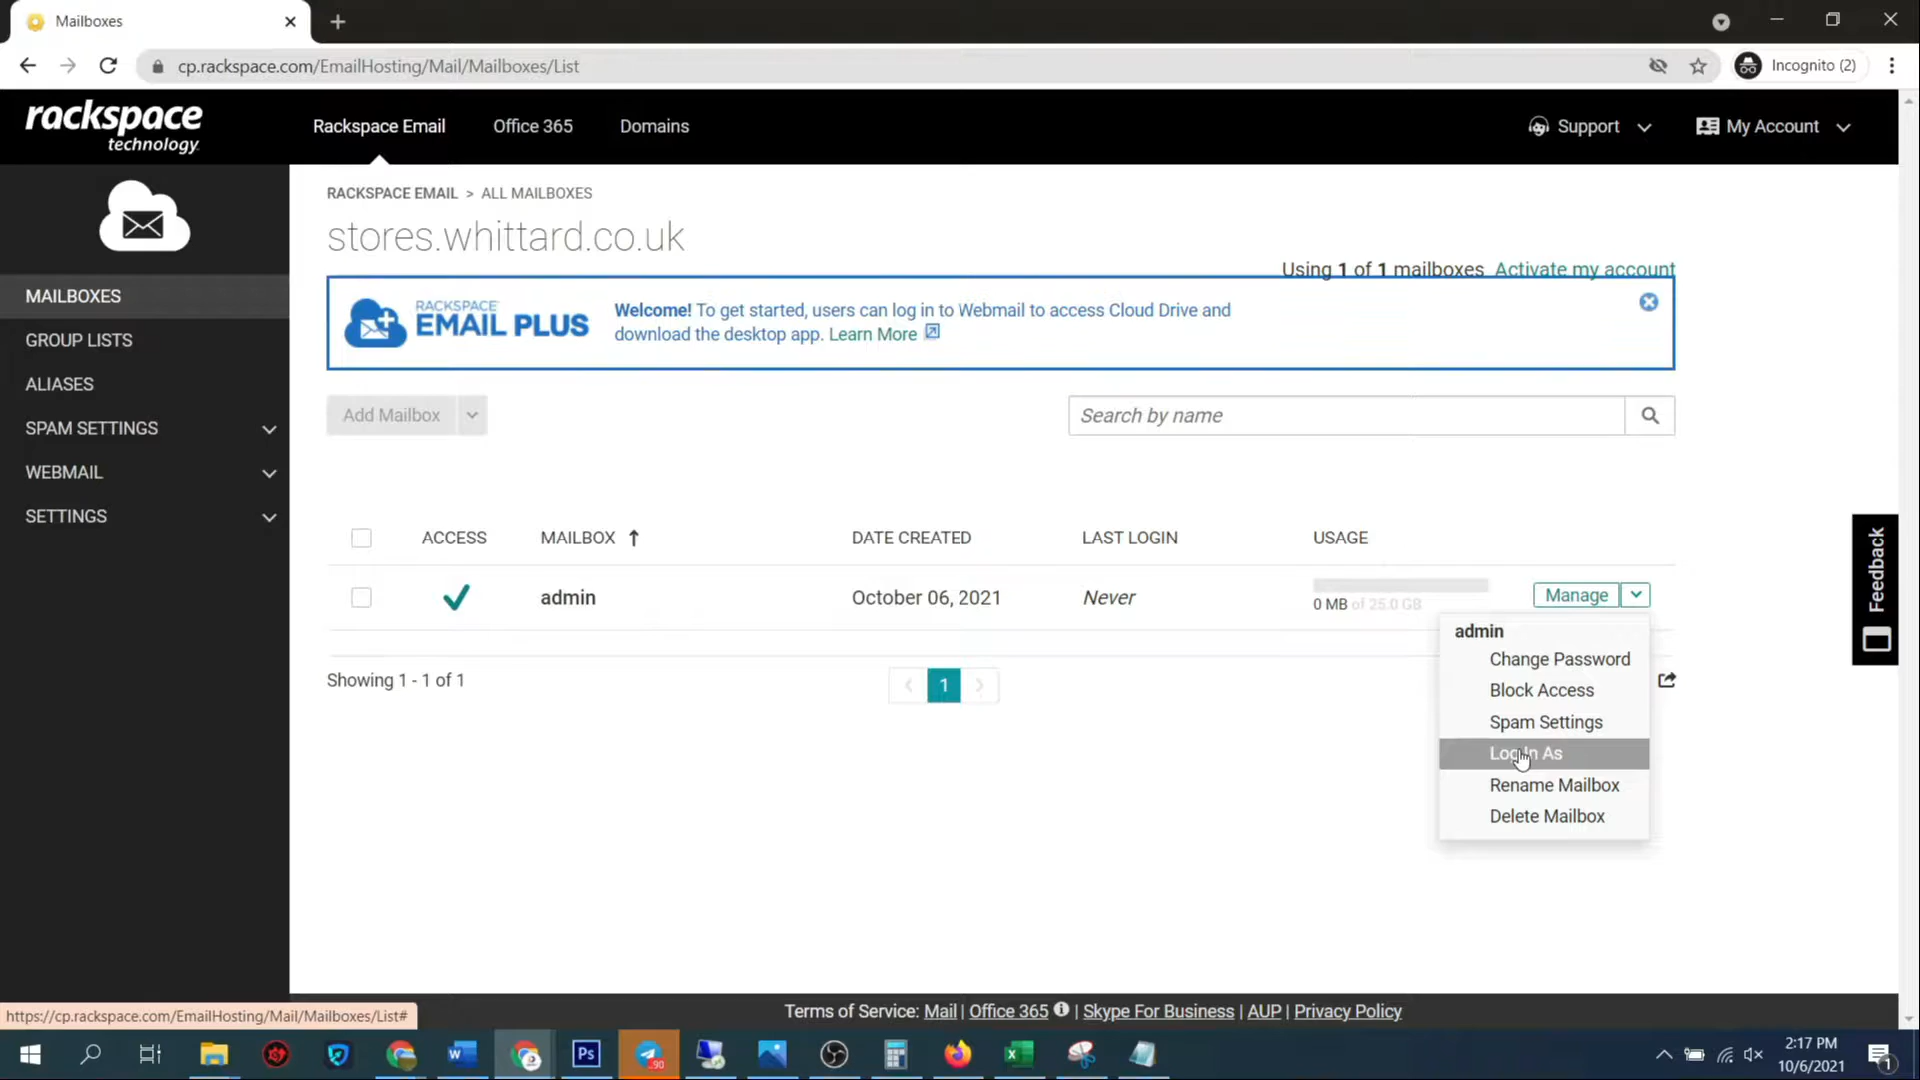 Mailboxes
cp.rackspace.com/EmailHosting/Mail/Mailboxes/List
Incognito (2)
rackspace
technology
Rackspace Email
Office 365
Domains
Support
My Account
RACKSPACE EMAIL > ALL MAILBOXES
stores.whittard.co.uk
Using 1 of 1 mailboxes Activate my account
RACKSPACE
EMAIL PLUS
Welcome! To get started, users can log in to Webmail to access Cloud Drive and
download the desktop app. Learn More
MAILBOXES
GROUP LISTS
ALIASES
SPAM SETTINGS
WEBMAIL
SETTINGS
Add Mailbox
Search by name
ACCESS
MAILBOX
DATE CREATED
LAST LOGIN
USAGE
admin
October 06, 2021
Never
0 MB of 25.0 GB
Manage
admin
Change Password
Block Access
Spam Settings
Log In As
Rename Mailbox
Delete Mailbox
Showing 1 - 1 of 1
1
Feedback
https://cp.rackspace.com/EmailHosting/Mail/Mailboxes/List#
Terms of Service: Mail | Office 365 | Skype For Business | AUP | Privacy Policy
Ps
90
2:17 PM
10/6/2021
1